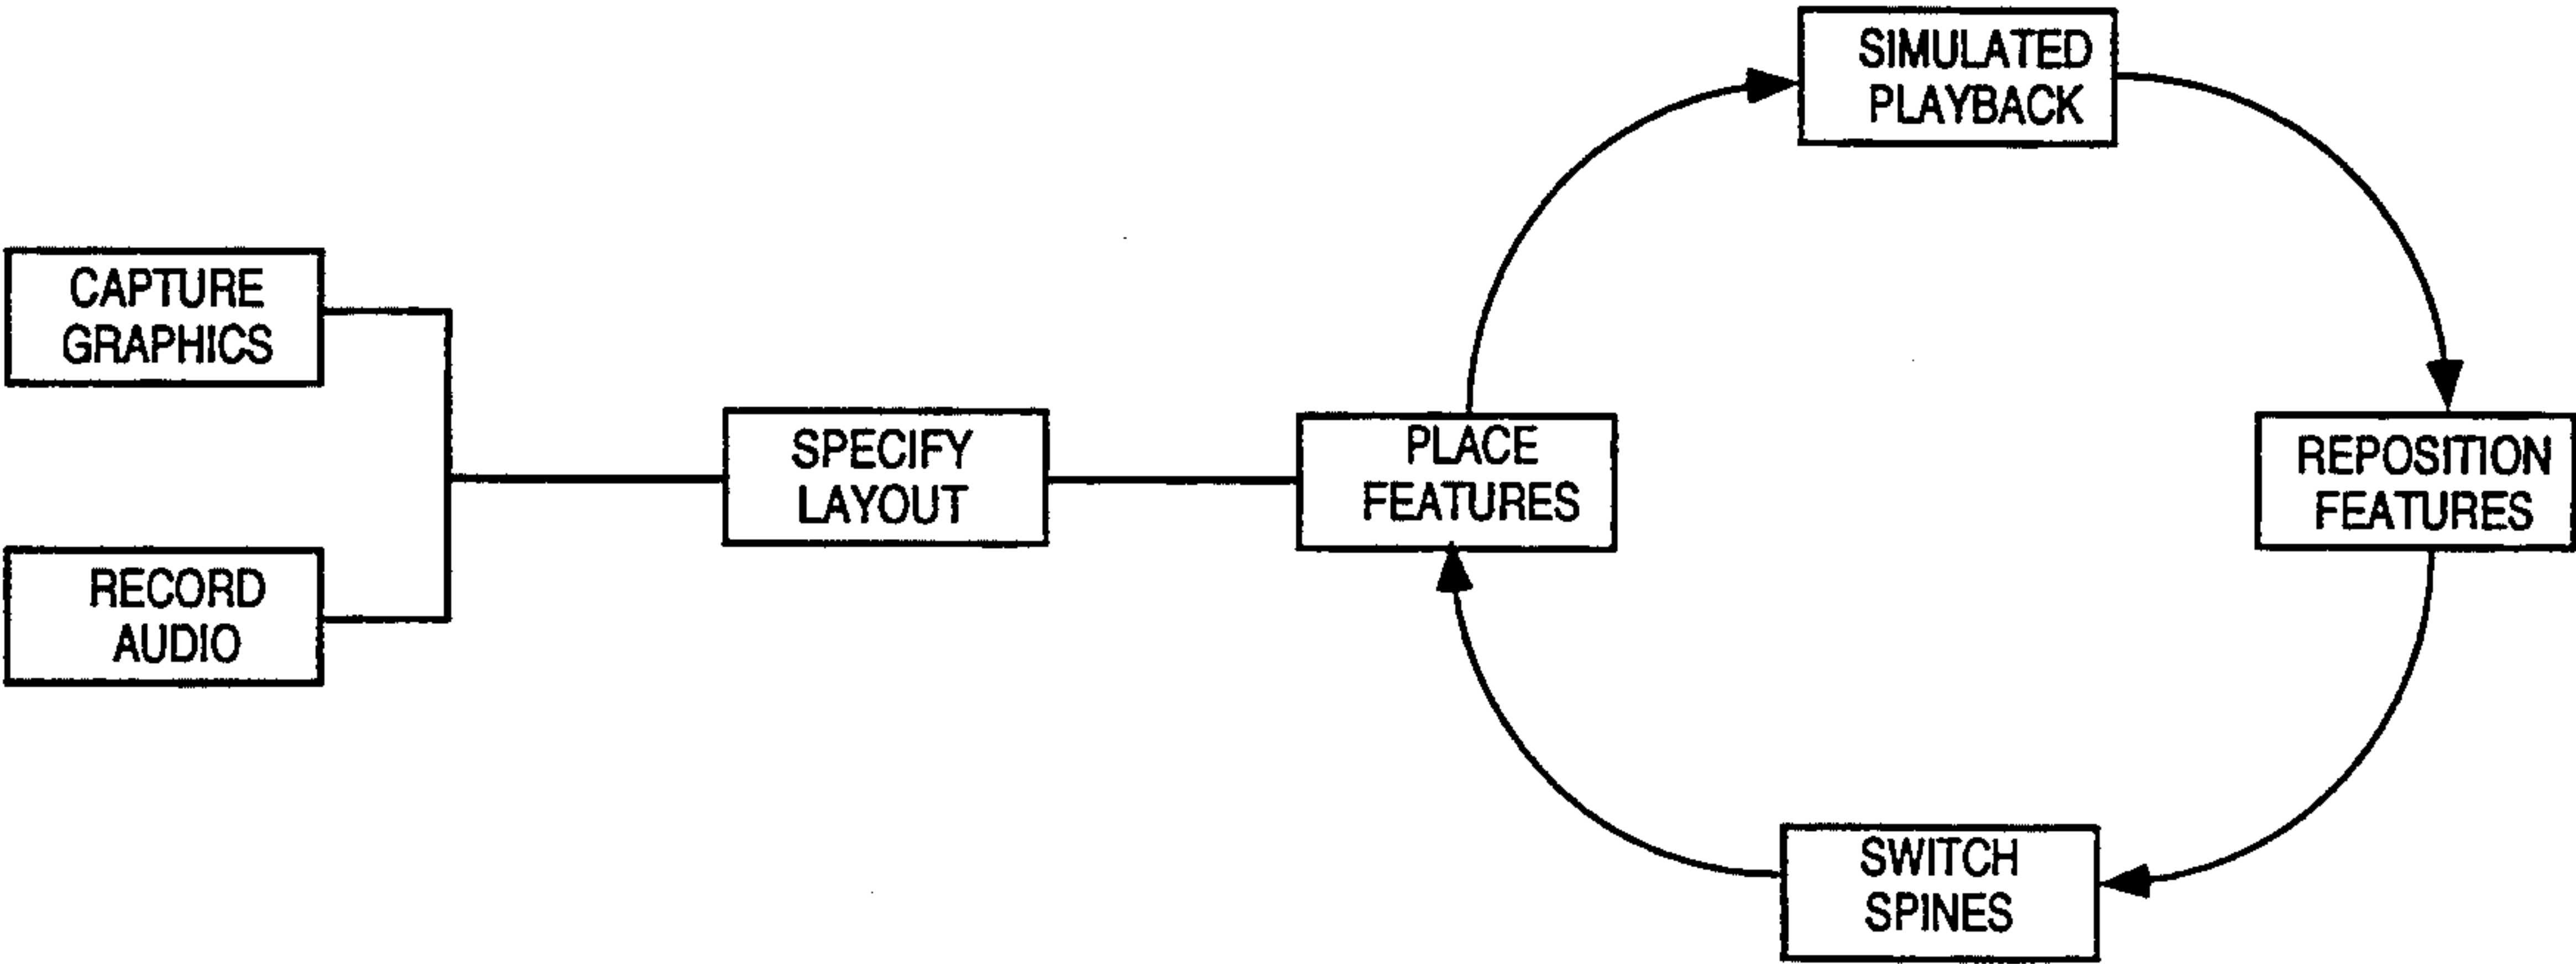 SIMULATED
PLAYBACK
CAPTURE
GRAPHICS
SPECIFY
LAYOUT
PLACE
FEATURES
REPOSITION
FEATURES
RECORD
AUDIO
SWITCH
SPINES